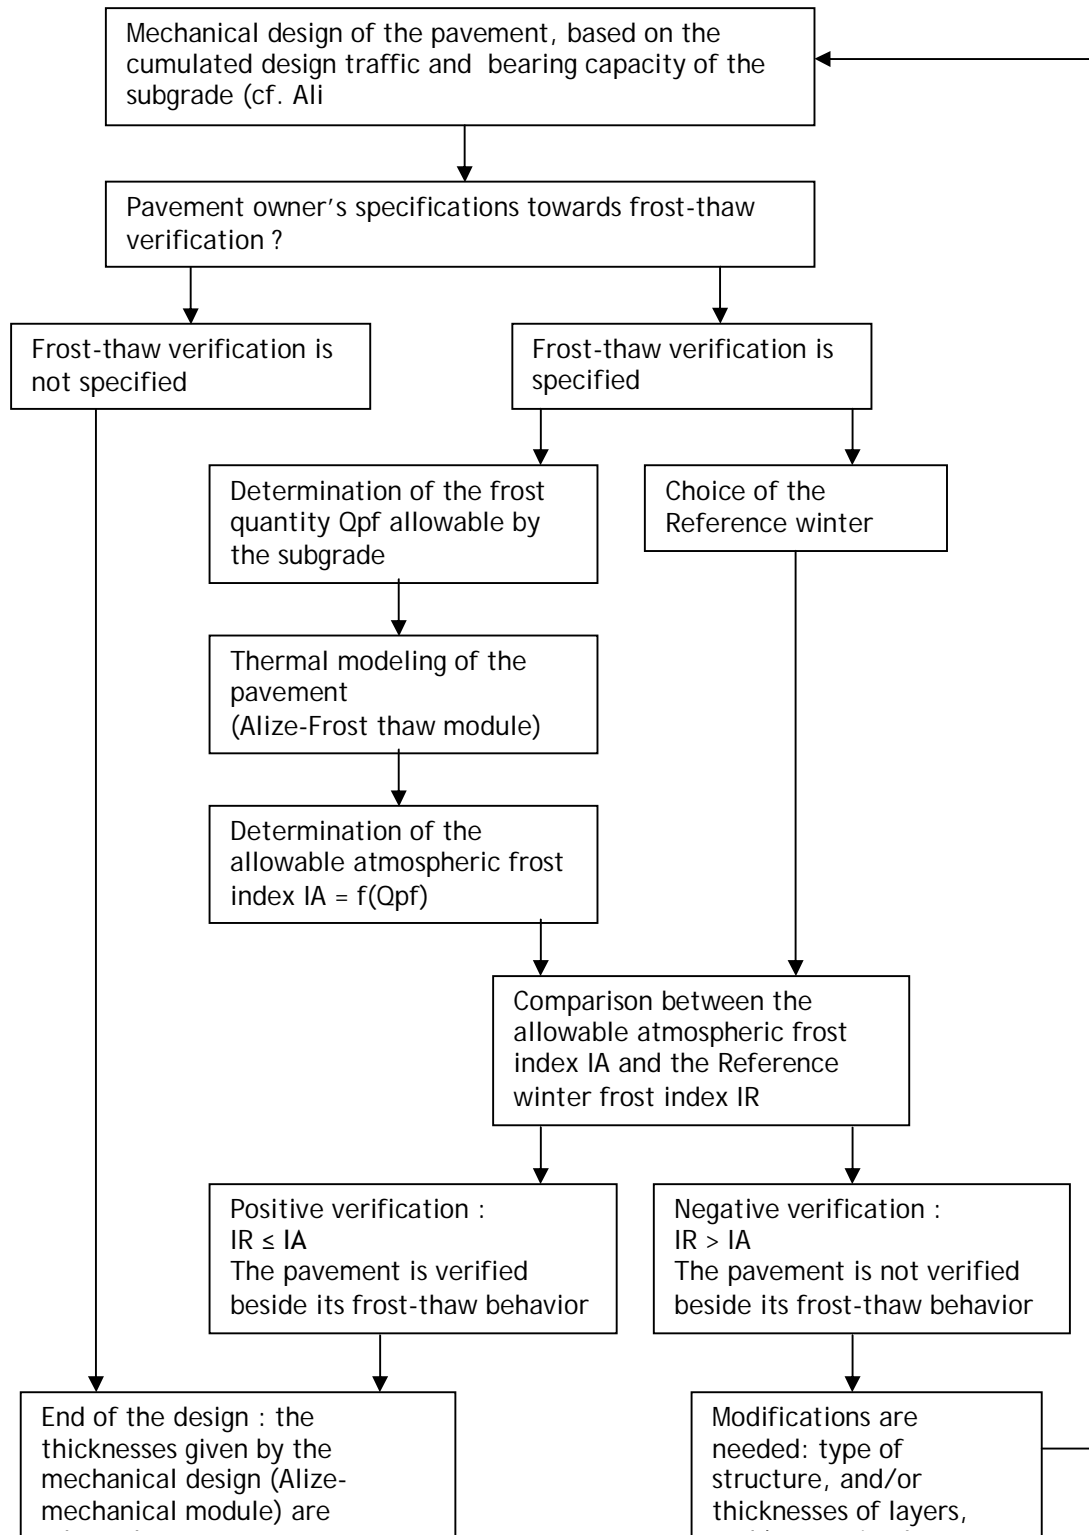 Mechanical design of the pavement, based on the
cumulated design traffic and bearing capacity of the
subgrade (cf. Ali
Pavement owner's specifications towards frost-thaw
verification ?
Frost-thaw verification is
not specified
Frost-thaw verification is
specified
Determination of the frost
quantity Qpf allowable by
the subgrade
Choice of the
Reference winter
Thermal modeling of the
pavement
(Alize-Frost thaw module)
Determination of the
allowable atmospheric frost
index IA = f(Qpf)
Comparison between the
allowable atmospheric frost
index IA and the Reference
winter frost index IR
Positive verification :
IR ≤ IA
The pavement is verified
beside its frost-thaw behavior
Negative verification :
IR > IA
The pavement is not verified
beside its frost-thaw behavior
End of the design : the
thicknesses given by the
mechanical design (Alize-
mechanical module) are
Modifications are
needed: type of
structure, and/or
thicknesses of layers,